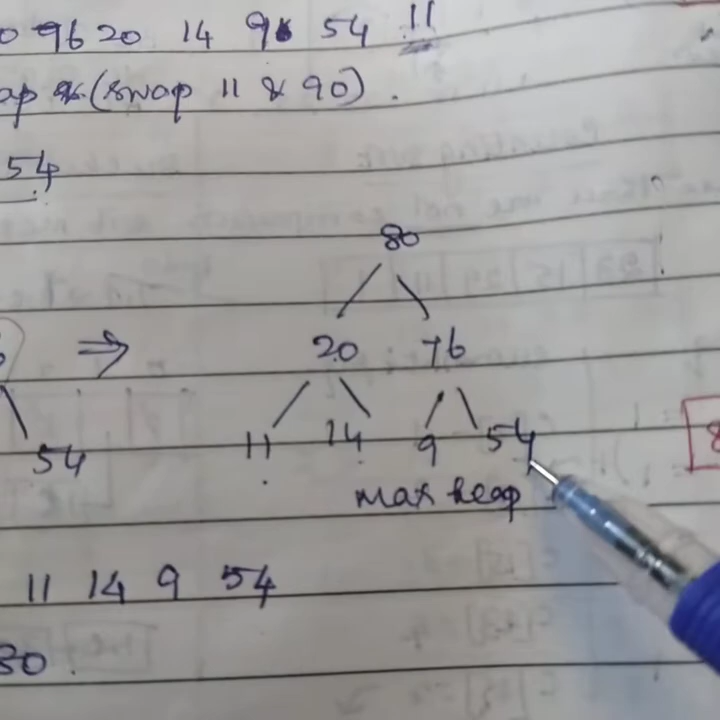 96 20 14 9 54 11
(swap 11 & 90).
54
80
⇒ 20 76
54 11 14 9 54
max heap
11 14 9 54